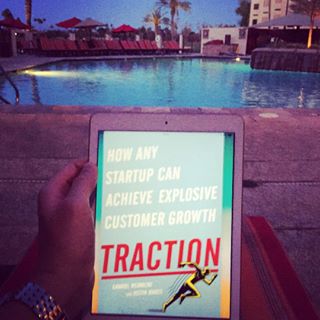 HOW ANY
STARTUP CAN
ACHIEVE EXPLOSIVE
CUSTOMER GROWTH
TRACTION
GABRIEL WEINBERG
AND JUSTIN MARES